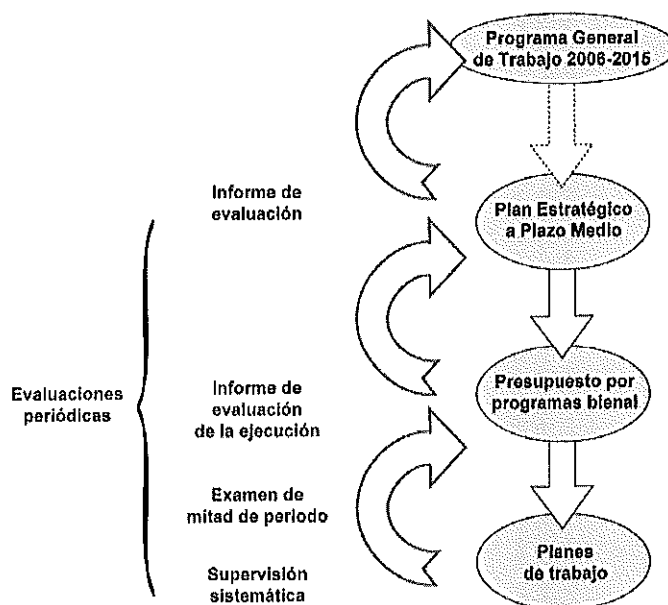 Programa General
de Trabajo 2006-2015
Informe de
evaluación
Plan Estratégico
a Plazo Medio
Evaluaciones
periódicas
Informe de
evaluación
de la ejecución
Presupuesto por
programas bienal
Examen de
mitad de periodo
Supervisión
sistemática
Planes
de trabajo